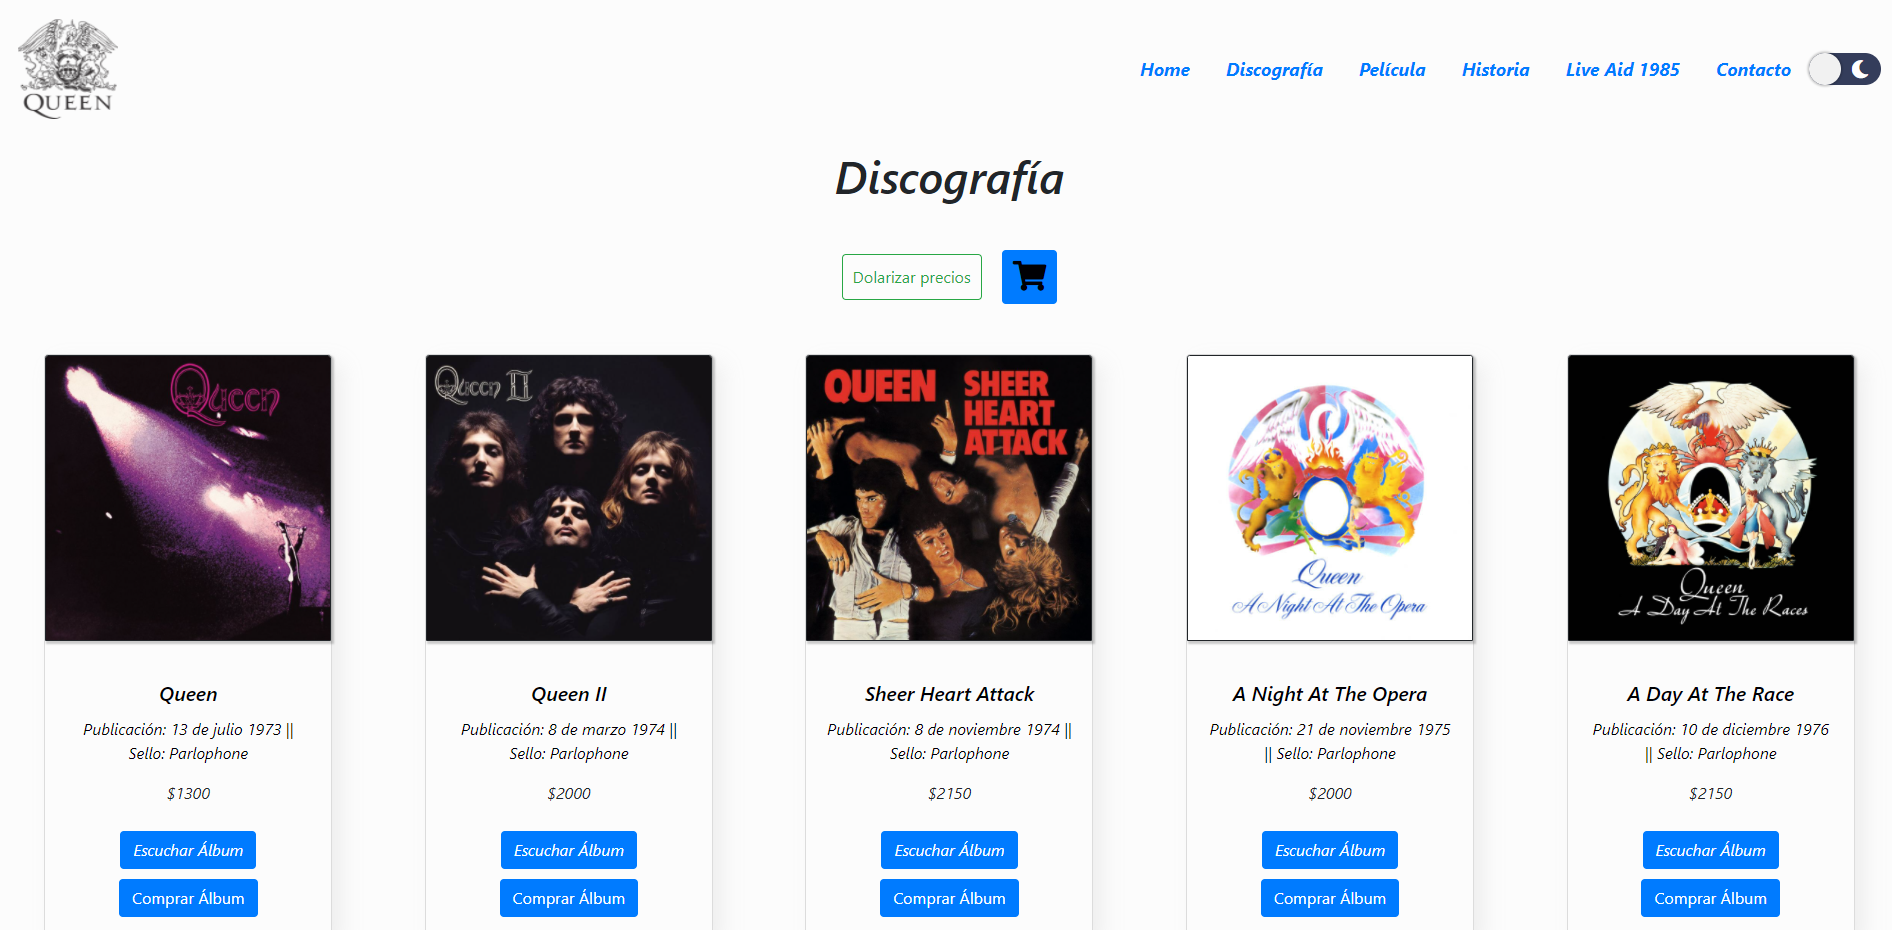 QUEEN
Home Discografía Película Historia Live Aid 1985 Contacto
Discografía
Dolarizar precios
Queen
Queen II
QUEEN SHEER
HEART
ATTACK
Queen
A Night At The Opera
Queen
A Day At The Races
Queen
Publicación: 13 de julio 1973 ||
Sello: Parlophone
$1300
Escuchar Álbum
Comprar Álbum
Queen II
Publicación: 8 de marzo 1974 ||
Sello: Parlophone
$2000
Escuchar Álbum
Comprar Álbum
Sheer Heart Attack
Publicación: 8 de noviembre 1974 ||
Sello: Parlophone
$2150
Escuchar Álbum
Comprar Álbum
A Night At The Opera
Publicación: 21 de noviembre 1975
|| Sello: Parlophone
$2000
Escuchar Álbum
Comprar Álbum
A Day At The Race
Publicación: 10 de diciembre 1976
|| Sello: Parlophone
$2150
Escuchar Álbum
Comprar Álbum